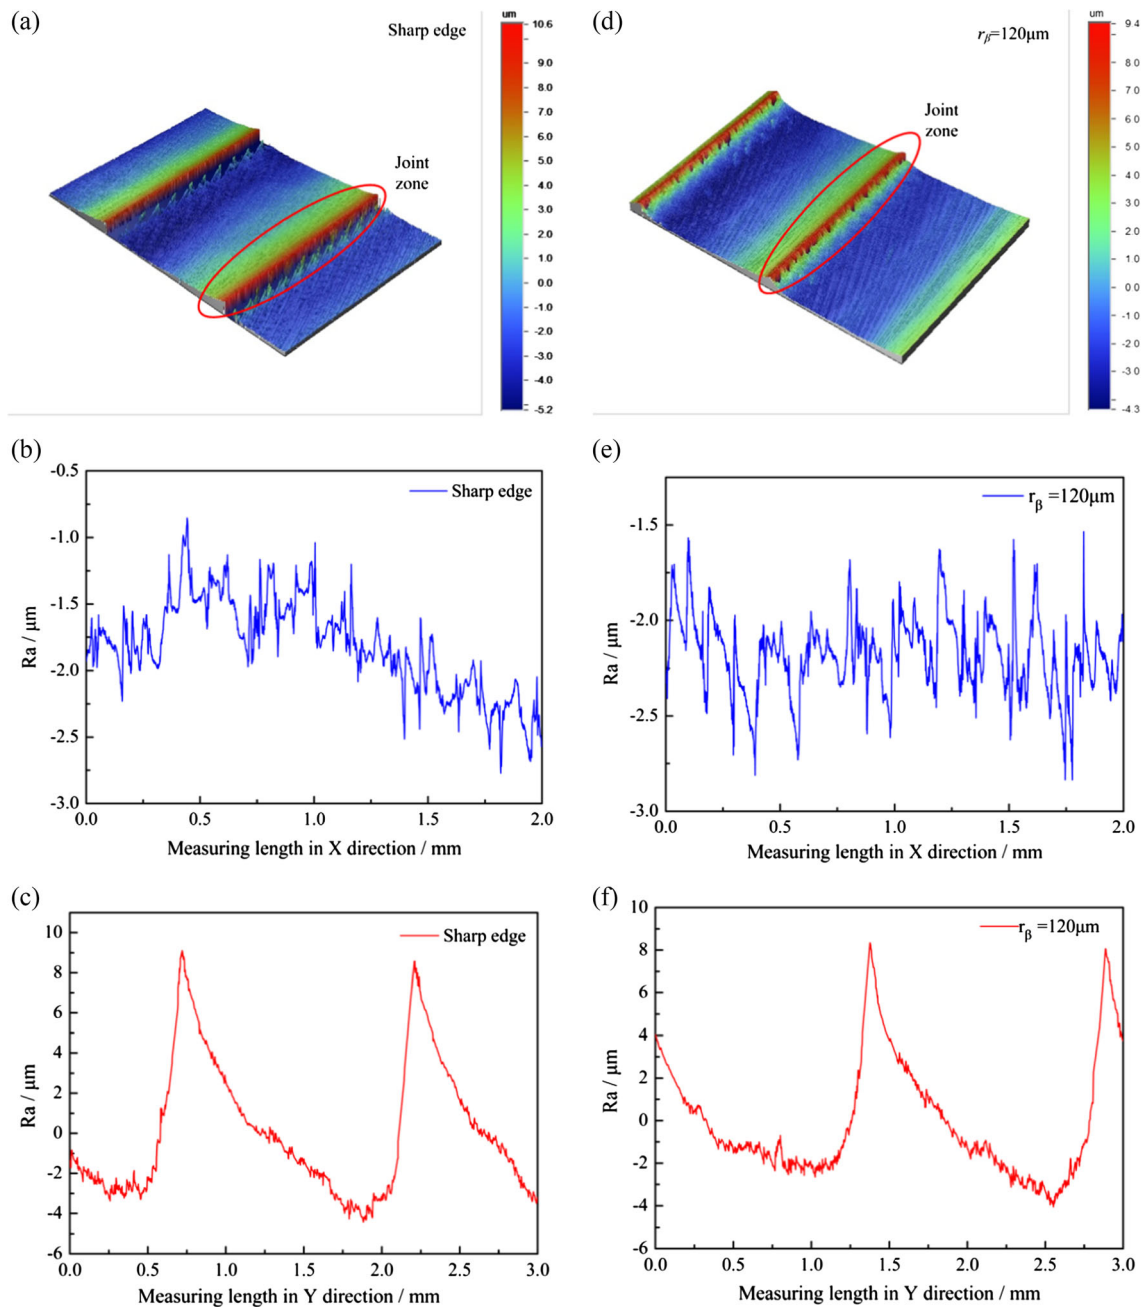 (a)
um
10.6
Sharp edge
9.0
8.0
7.0
6.0
5.0
4.0
3.0
2.0
1.0
0.0
-1.0
-2.0
-3.0
-4.0
-5.2
Joint
zone
(d)
um
9.4
rβ=120μm
8.0
7.0
6.0
5.0
4.0
3.0
2.0
1.0
0.0
-1.0
-2.0
-3.0
-4.3
Joint
zone
(b)
-0.5
Sharp edge
-1.0
-1.5
-2.0
-2.5
-3.0
Ra / μm
0.0 0.5 1.0 1.5 2.0
Measuring length in X direction / mm
(e)
rβ =120μm
-1.5
-2.0
-2.5
-3.0
Ra / μm
0.0 0.5 1.0 1.5 2.0
Measuring length in X direction / mm
(c)
Sharp edge
10
8
6
4
2
0
-2
-4
-6
Ra / μm
0.0 0.5 1.0 1.5 2.0 2.5 3.0
Measuring length in Y direction / mm
(f)
10
rβ =120μm
8
6
4
2
0
-2
-4
-6
Ra / μm
0.0 0.5 1.0 1.5 2.0 2.5 3.0
Measuring length in Y direction / mm